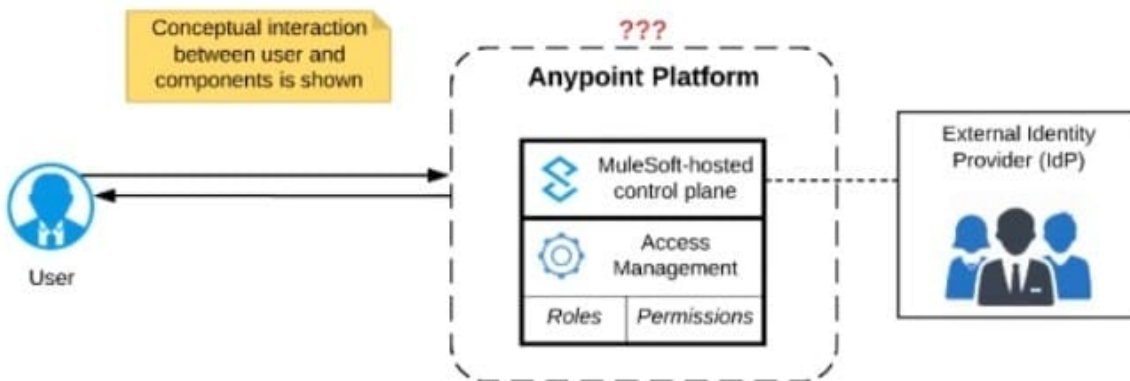 Conceptual interaction
between user and
components is shown
???
Anypoint Platform
MuleSoft-hosted
control plane
Access
Management
Roles
Permissions
External Identity
Provider (IdP)
User